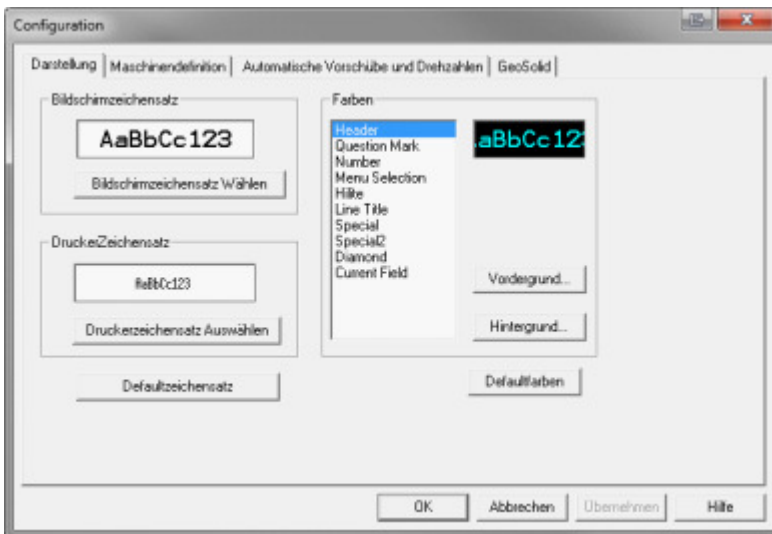 Configuration
Darstellung Maschinendefinition Automatische Vorschübe und Drehzahlen GeoSolid
Bildschirmzeichensatz
AaBbCc123
Bildschirmzeichensatz Wählen
DruckerZeichensatz
AaBbCc123
Druckerzeichensatz Auswählen
Defaultzeichensatz
Farben
Header
Question Mark
Number
Menu Selection
Hilite
Line Title
Special
Special2
Diamond
Current Field
aBbCc12
Vordergrund...
Hintergrund...
Defaultfarben
OK Abbrechen Übernehmen Hilfe